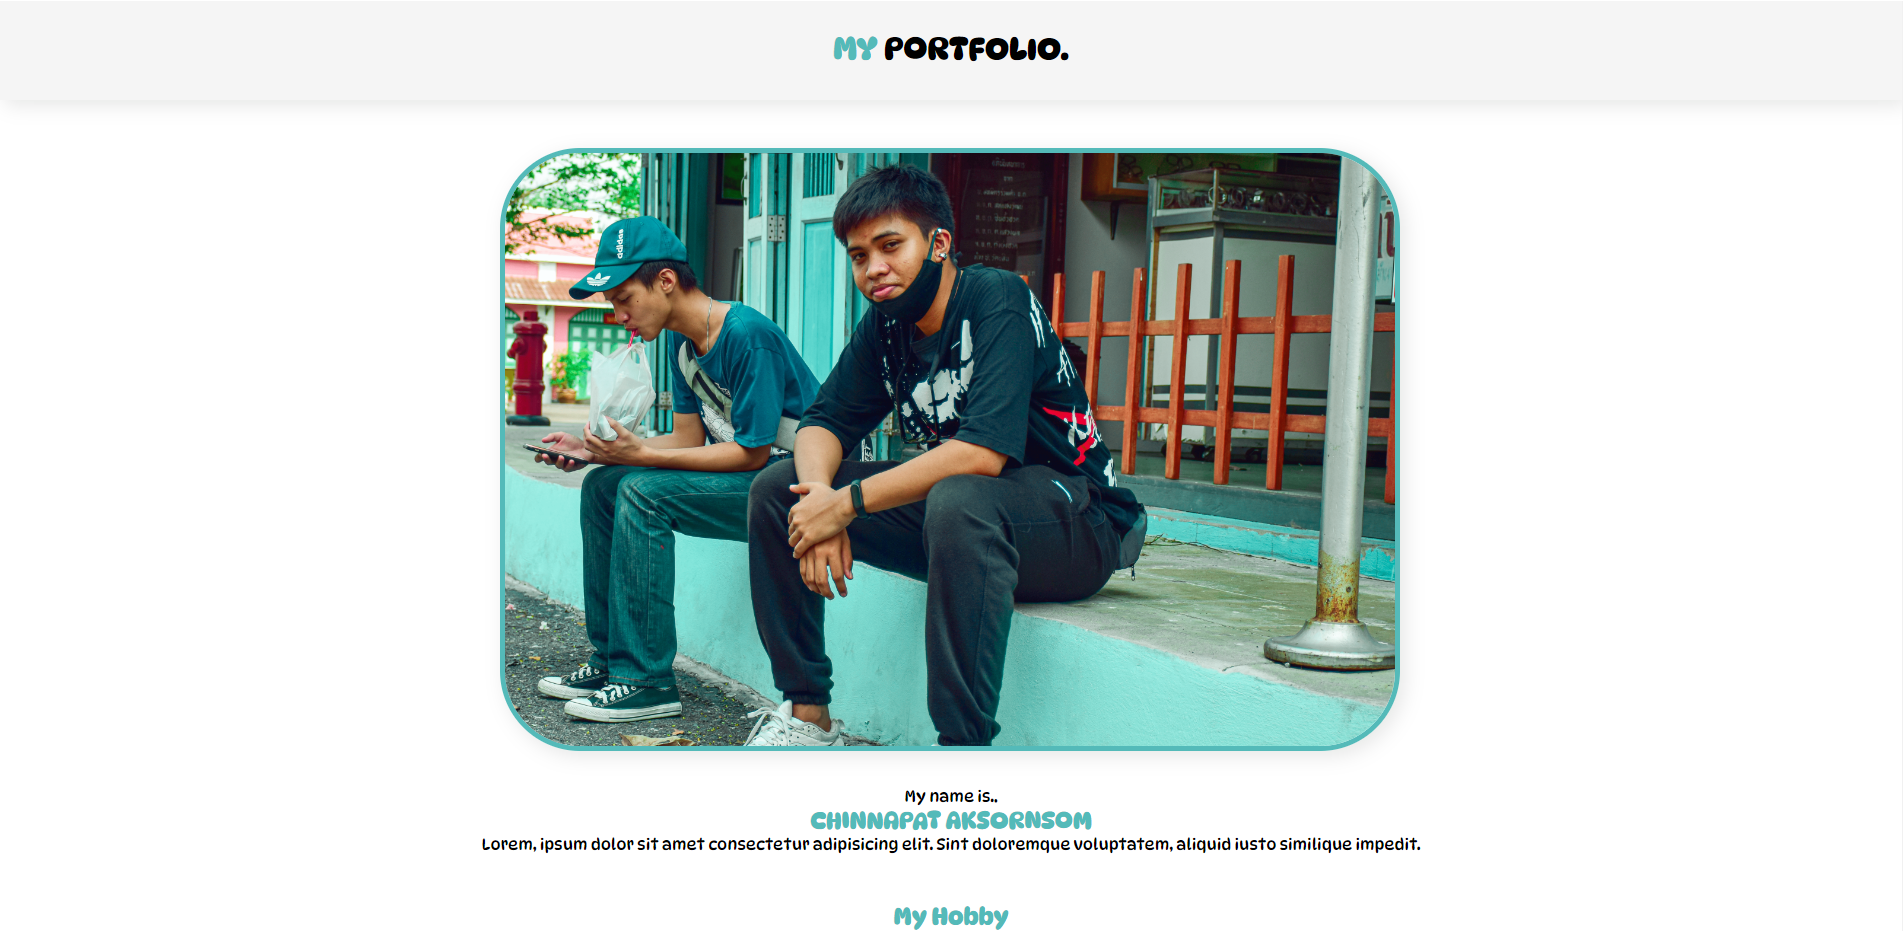 MY PORTFOLIO.
adidas
My name is..
CHINNAPAT AKSORNSOM
Lorem, ipsum dolor sit amet consectetur adipisicing elit. Sint doloremque voluptatem, aliquid iusto similique impedit.
My Hobby